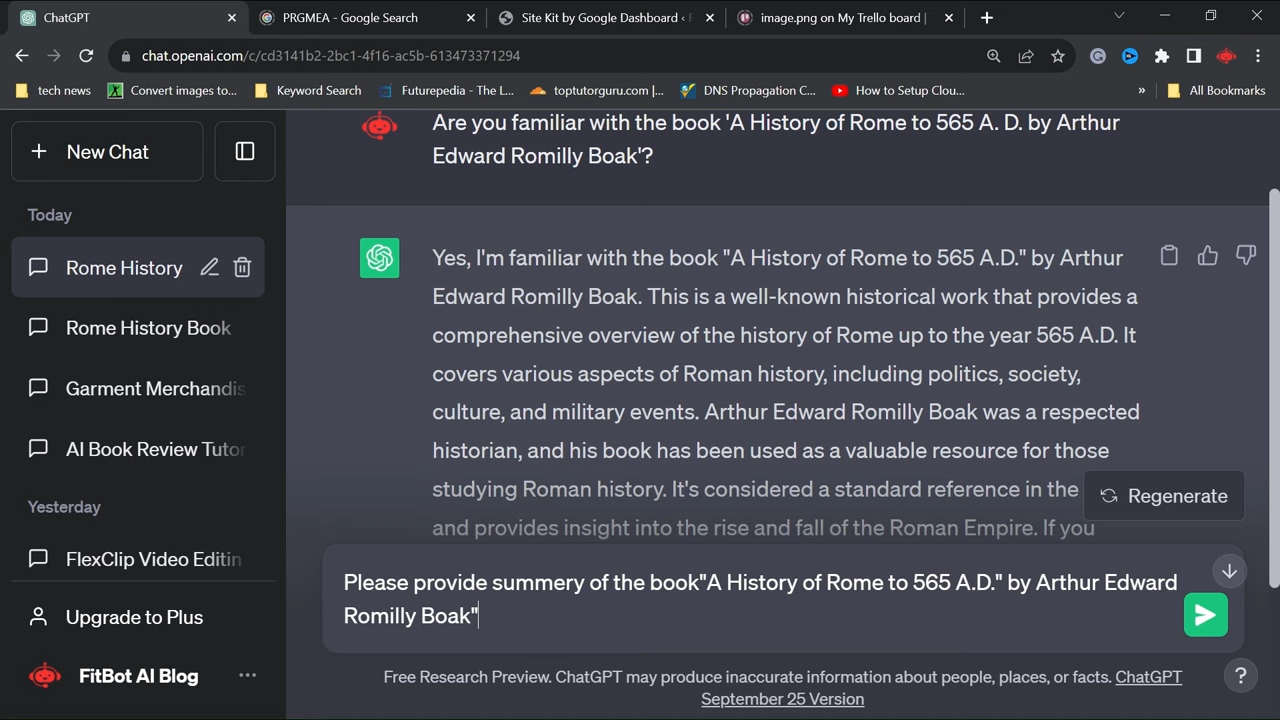 ChatGPT
PRGMEA - Google Search
Site Kit by Google Dashboard
image.png on My Trello board |
chat.openai.com/c/cd3141b2-2bc1-4f16-ac5b-613473371294
tech news
Convert images to...
Keyword Search
Futurepedia - The L...
toptutorguru.com |...
DNS Propagation C...
How to Setup Clou...
»
All Bookmarks
+ New Chat
Today
Rome History
Rome History Book
Garment Merchandis
AI Book Review Tutor
Yesterday
FlexClip Video Editin
Upgrade to Plus
FitBot AI Blog
Are you familiar with the book 'A History of Rome to 565 A. D. by Arthur
Edward Romilly Boak'?
Yes, I'm familiar with the book "A History of Rome to 565 A.D." by Arthur
Edward Romilly Boak. This is a well-known historical work that provides a
comprehensive overview of the history of Rome up to the year 565 A.D. It
covers various aspects of Roman history, including politics, society,
culture, and military events. Arthur Edward Romilly Boak was a respected
historian, and his book has been used as a valuable resource for those
studying Roman history. It's considered a standard reference in the
and provides insight into the rise and fall of the Roman Empire. If you
Regenerate
Please provide summery of the book"A History of Rome to 565 A.D." by Arthur Edward
Romilly Boak"
Free Research Preview. ChatGPT may produce inaccurate information about people, places, or facts. ChatGPT
September 25 Version
?